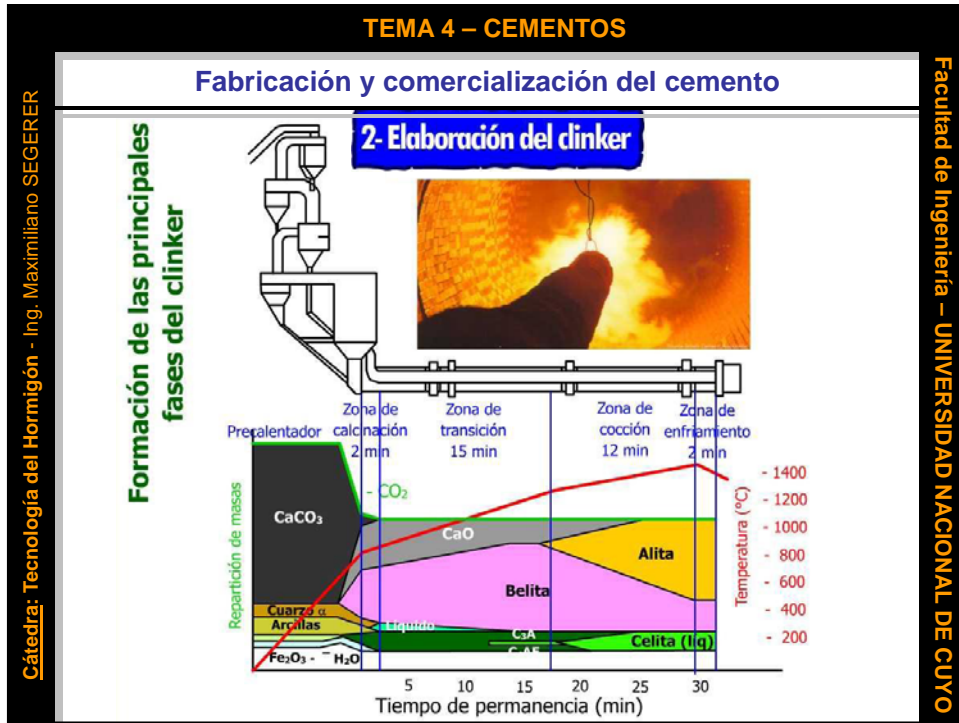 TEMA 4 – CEMENTOS
Fabricación y comercialización del cemento
Cátedra: Tecnología del Hormigón - Ing. Maximiliano SEGERER
Facultad de Ingeniería – UNIVERSIDAD NACIONAL DE CUYO
Formación de las principales
fases del clinker
2- Elaboración del clinker
Precalentador
Zona de
calcinación
2 min
Zona de
transición
15 min
Zona de
cocción
12 min
Zona de
enfriamiento
2 min
Repartición de masas
- CO₂
CaCO₃
CaO
Alita
Belita
Cuarzo α
Arcillas
Líquido
C₃A
C₄AF
Celita (liq)
Fe₂O₃ - H₂O
Temperatura (°C)
- 1400
- 1200
- 1000
- 800
- 600
- 400
- 200
5 10 15 20 25 30
Tiempo de permanencia (min)